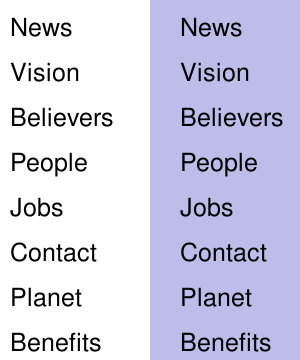 News
Vision
Believers
People
Jobs
Contact
Planet
Benefits
News
Vision
Believers
People
Jobs
Contact
Planet
Benefits